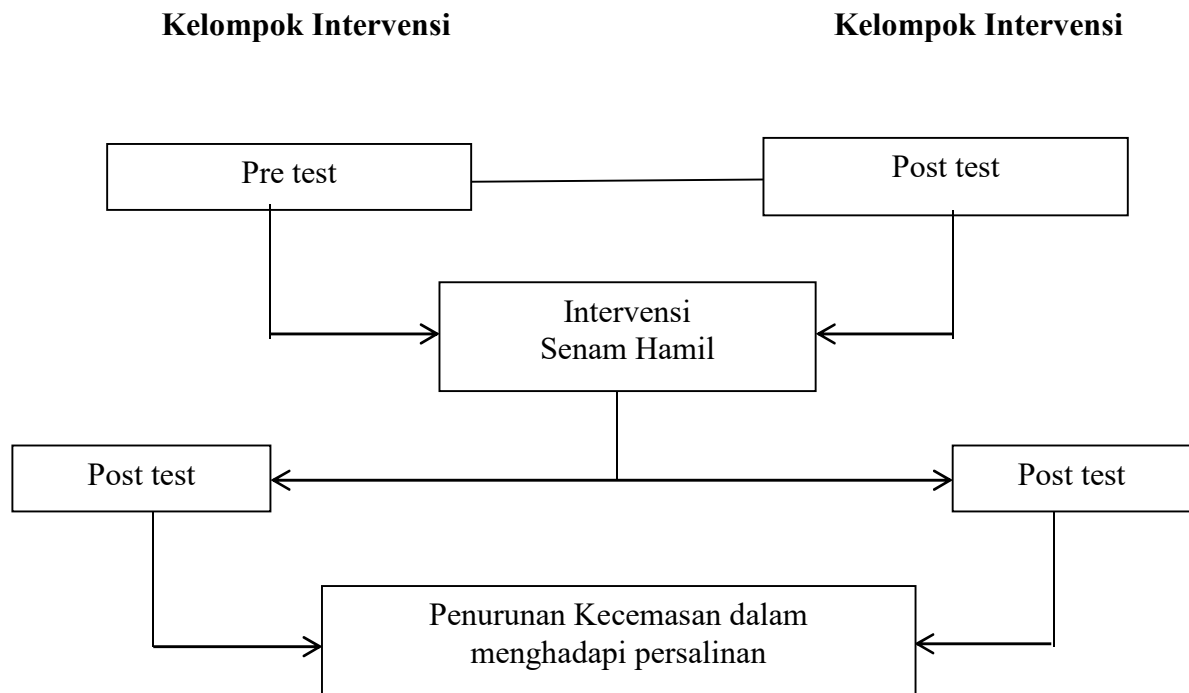 Kelompok Intervensi
Kelompok Intervensi
Pre test
Post test
Intervensi
Senam Hamil
Post test
Post test
Penurunan Kecemasan dalam
menghadapi persalinan